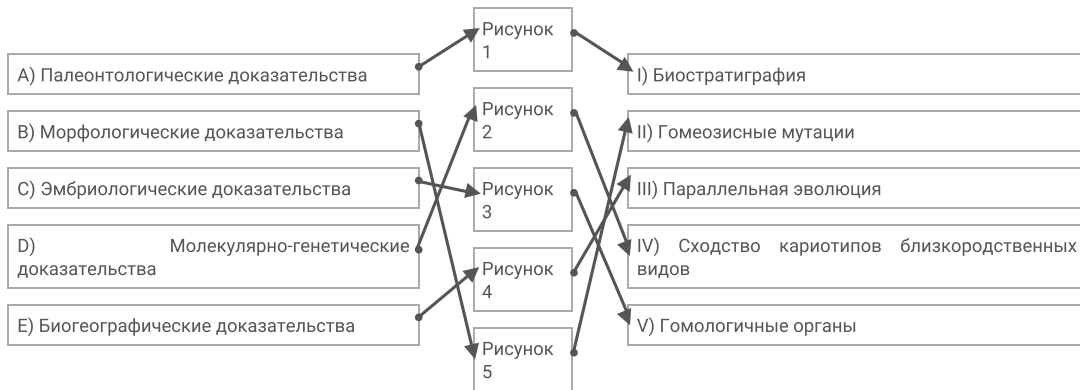 A) Палеонтологические доказательства
B) Морфологические доказательства
C) Эмбриологические доказательства
D) Молекулярно-генетические
доказательства
E) Биогеографические доказательства
Рисунок
1
Рисунок
2
Рисунок
3
Рисунок
4
Рисунок
5
I) Биостратиграфия
II) Гомеозисные мутации
III) Параллельная эволюция
IV) Сходство кариотипов близкородственных
видов
V) Гомологичные органы